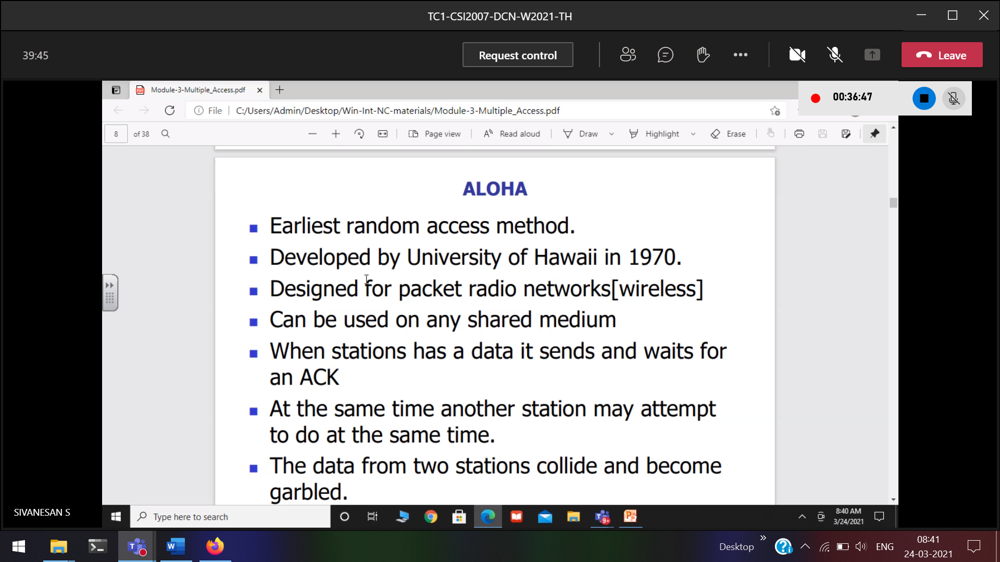 TC1-CSI2007-DCN-W2021-TH
39:45
Request control
Leave
Module-3-Multiple_Access.pdf
00:36:47
File
C:/Users/Admin/Desktop/Win-Int-NC-materials/Module-3-Multiple_Access.pdf
8 of 38
Page view
Read aloud
Draw
Highlight
Erase
ALOHA
Earliest random access method.
Developed by University of Hawaii in 1970.
Designed for packet radio networks[wireless]
Can be used on any shared medium
When stations has a data it sends and waits for
an ACK
At the same time another station may attempt
to do at the same time.
The data from two stations collide and become
garbled.
SIVANESAN S
Type here to search
9+
8:40 AM
3/24/2021
Desktop
ENG
08:41
24-03-2021